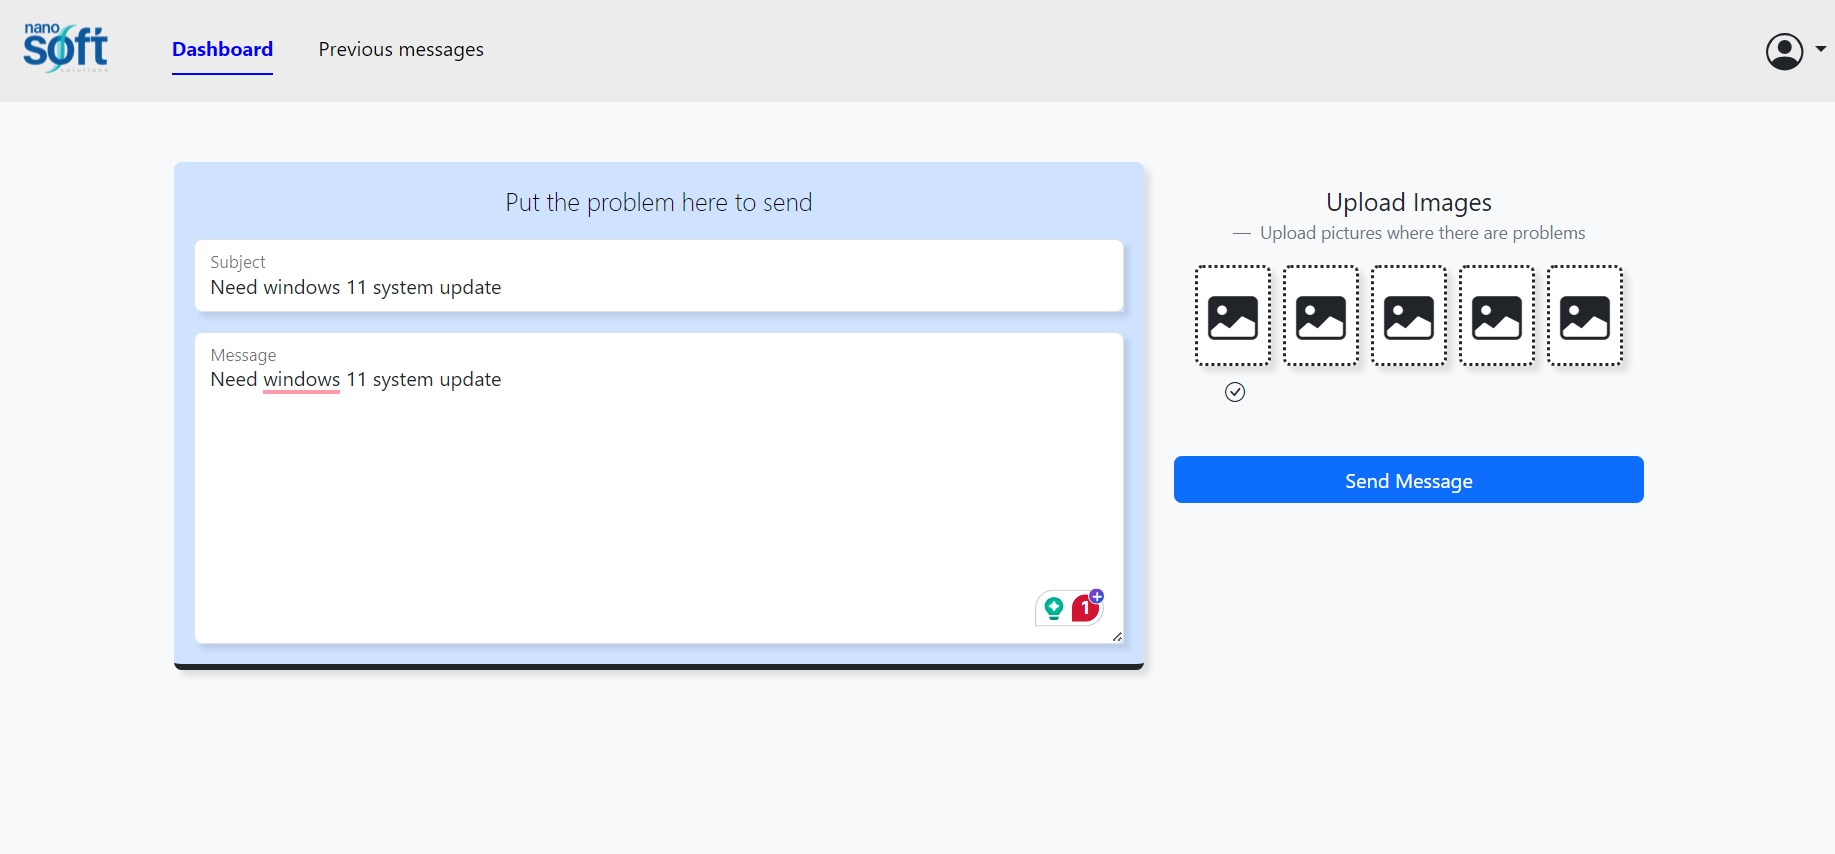 nano
soft
solutions
Dashboard
Previous messages
Put the problem here to send
Subject
Need windows 11 system update
Message
Need windows 11 system update
1
Upload Images
— Upload pictures where there are problems
Send Message